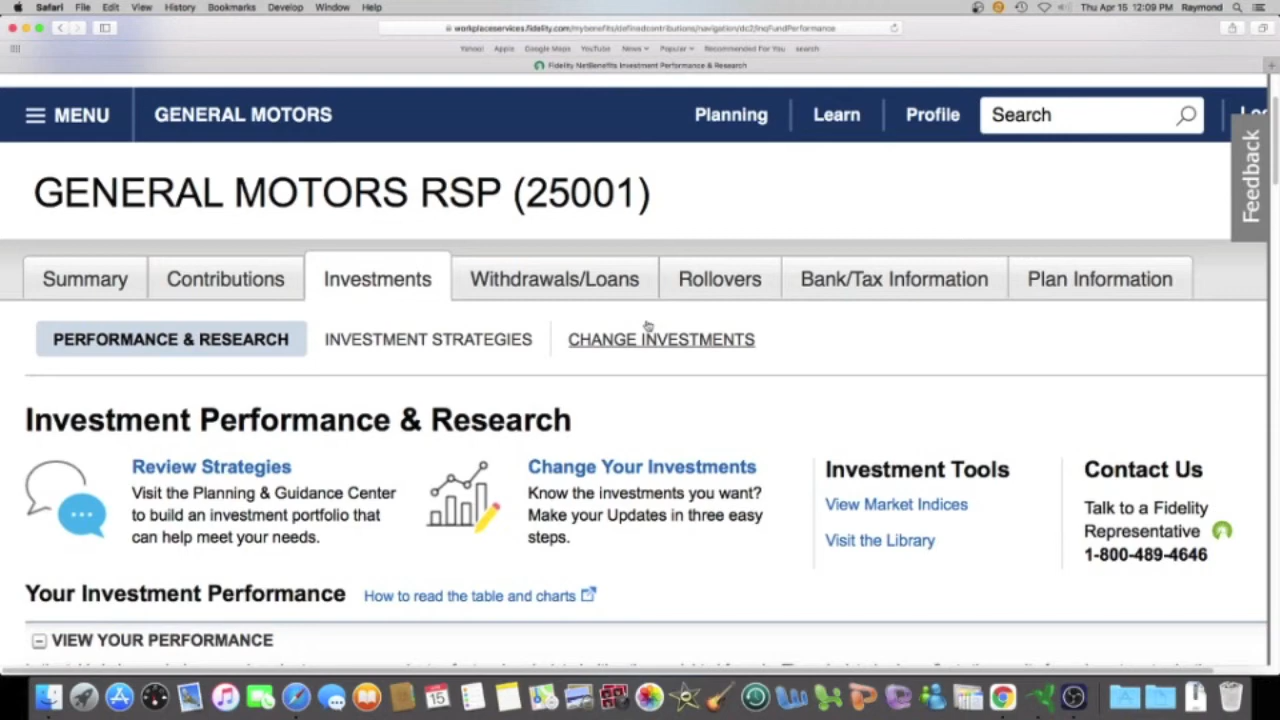 Safari File Edit View History Bookmarks Develop Window Help Thu Apr 15 12:09 PM Raymond
workplaceservices.fidelity.com/mybenefits/definedcontributions/navigation/dc2/InqFundPerformance
Yahoo! Apple Google Maps YouTube News Popular Recommended For You search
Fidelity NetBenefits Investment Performance & Research
MENU GENERAL MOTORS Planning Learn Profile Search
Feedback
GENERAL MOTORS RSP (25001)
Summary Contributions Investments Withdrawals/Loans Rollovers Bank/Tax Information Plan Information
PERFORMANCE & RESEARCH INVESTMENT STRATEGIES CHANGE INVESTMENTS
Investment Performance & Research
Review Strategies
Visit the Planning & Guidance Center
to build an investment portfolio that
can help meet your needs.
Change Your Investments
Know the investments you want?
Make your Updates in three easy
steps.
Investment Tools
View Market Indices
Visit the Library
Contact Us
Talk to a Fidelity
Representative
1-800-489-4646
Your Investment Performance How to read the table and charts
VIEW YOUR PERFORMANCE
15